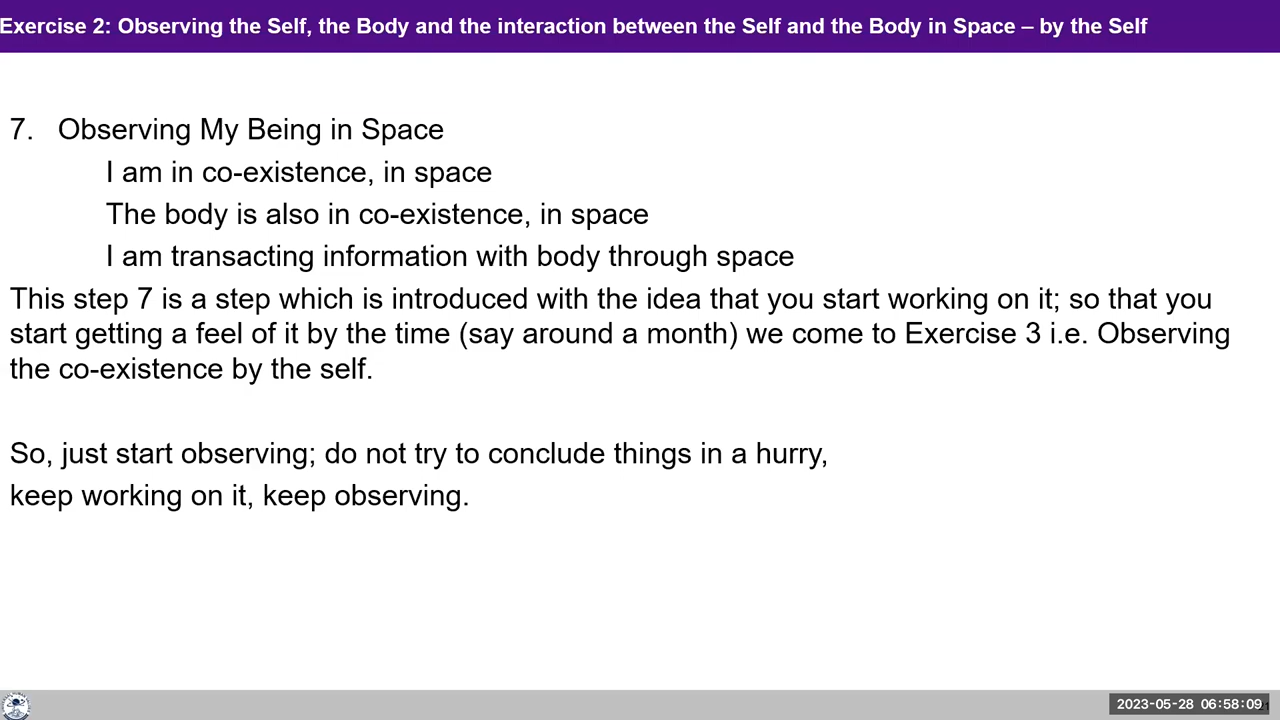 Exercise 2: Observing the Self, the Body and the interaction between the Self and the Body in Space – by the Self
7. Observing My Being in Space
I am in co-existence, in space
The body is also in co-existence, in space
I am transacting information with body through space
This step 7 is a step which is introduced with the idea that you start working on it; so that you
start getting a feel of it by the time (say around a month) we come to Exercise 3 i.e. Observing
the co-existence by the self.
So, just start observing; do not try to conclude things in a hurry,
keep working on it, keep observing.
2023-05-28 06:58:09